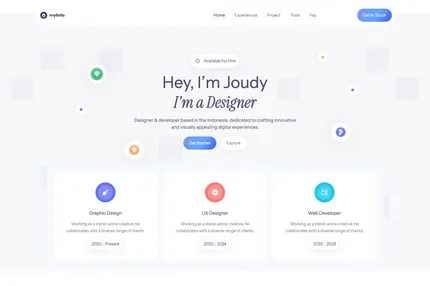 myfolio
Home Experiences Project Tools Faq
Get In Touch
Available For Hire
Hey, I'm Joudy
I'm a Designer
Designer & developer based in the Indonesia, dedicated to crafting innovative
and visually appealing digital experiences.
Get Started Explore
Graphic Design
Working as a stand-alone creative, he
collaborates with a diverse range of clients.
2020 - Present
UX Designer
Working as a stand-alone creative, he
collaborates with a diverse range of clients.
2020 - 2024
Web Developer
Working as a stand-alone creative, he
collaborates with a diverse range of clients.
2020 - 2023